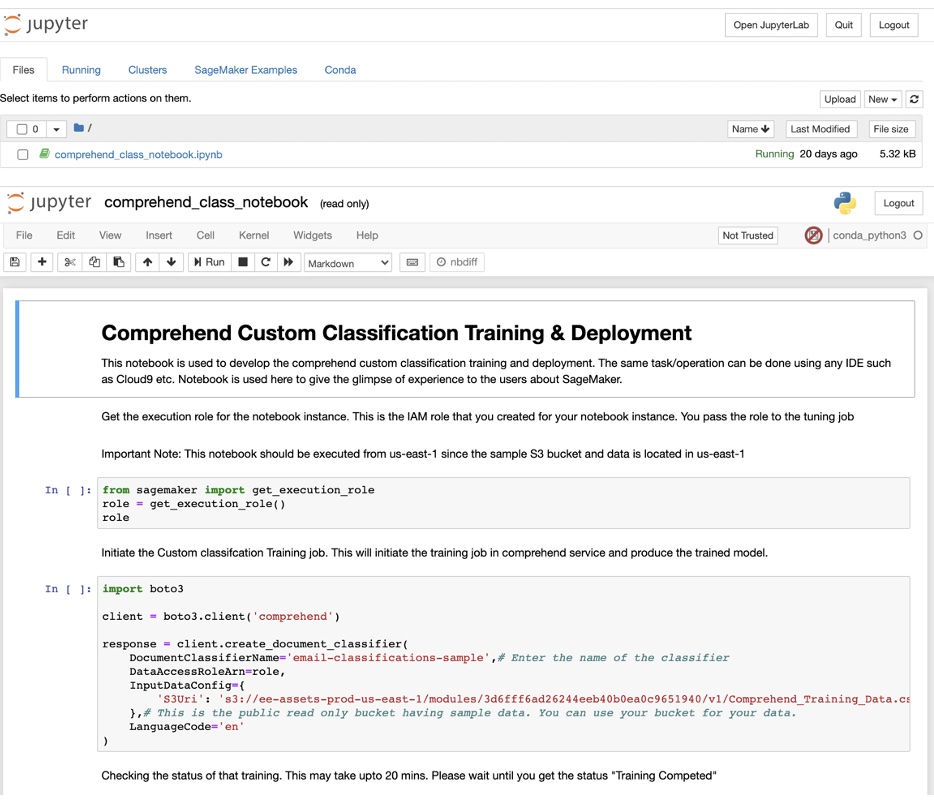 jupyter Open JupyterLab Quit Logout
Files Running Clusters SageMaker Examples Conda
Select items to perform actions on them. Upload New
0 / Name Last Modified File size
comprehend_class_notebook.ipynb Running 20 days ago 5.32 kB
jupyter comprehend_class_notebook (read only) Logout
File Edit View Insert Cell Kernel Widgets Help Not Trusted conda_python3
Run Markdown nbdiff
Comprehend Custom Classification Training & Deployment
This notebook is used to develop the comprehend custom classification training and deployment. The same task/operation can be done using any IDE such
as Cloud9 etc. Notebook is used here to give the glimpse of experience to the users about SageMaker.
Get the execution role for the notebook instance. This is the IAM role that you created for your notebook instance. You pass the role to the tuning job
Important Note: This notebook should be executed from us-east-1 since the sample S3 bucket and data is located in us-east-1
In [ ]: from sagemaker import get_execution_role
role = get_execution_role()
role
Initiate the Custom classifcation Training job. This will initiate the training job in comprehend service and produce the trained model.
In [ ]: import boto3
client = boto3.client('comprehend')
response = client.create_document_classifier(
DocumentClassifierName='email-classifications-sample',# Enter the name of the classifier
DataAccessRoleArn=role,
InputDataConfig={
'S3Uri': 's3://ee-assets-prod-us-east-1/modules/3d6fff6ad26244eeb40b0ea0c9651940/v1/Comprehend_Training_Data.cs
},# This is the public read only bucket having sample data. You can use your bucket for your data.
LanguageCode='en'
)
Checking the status of that training. This may take upto 20 mins. Please wait until you get the status "Training Competed"